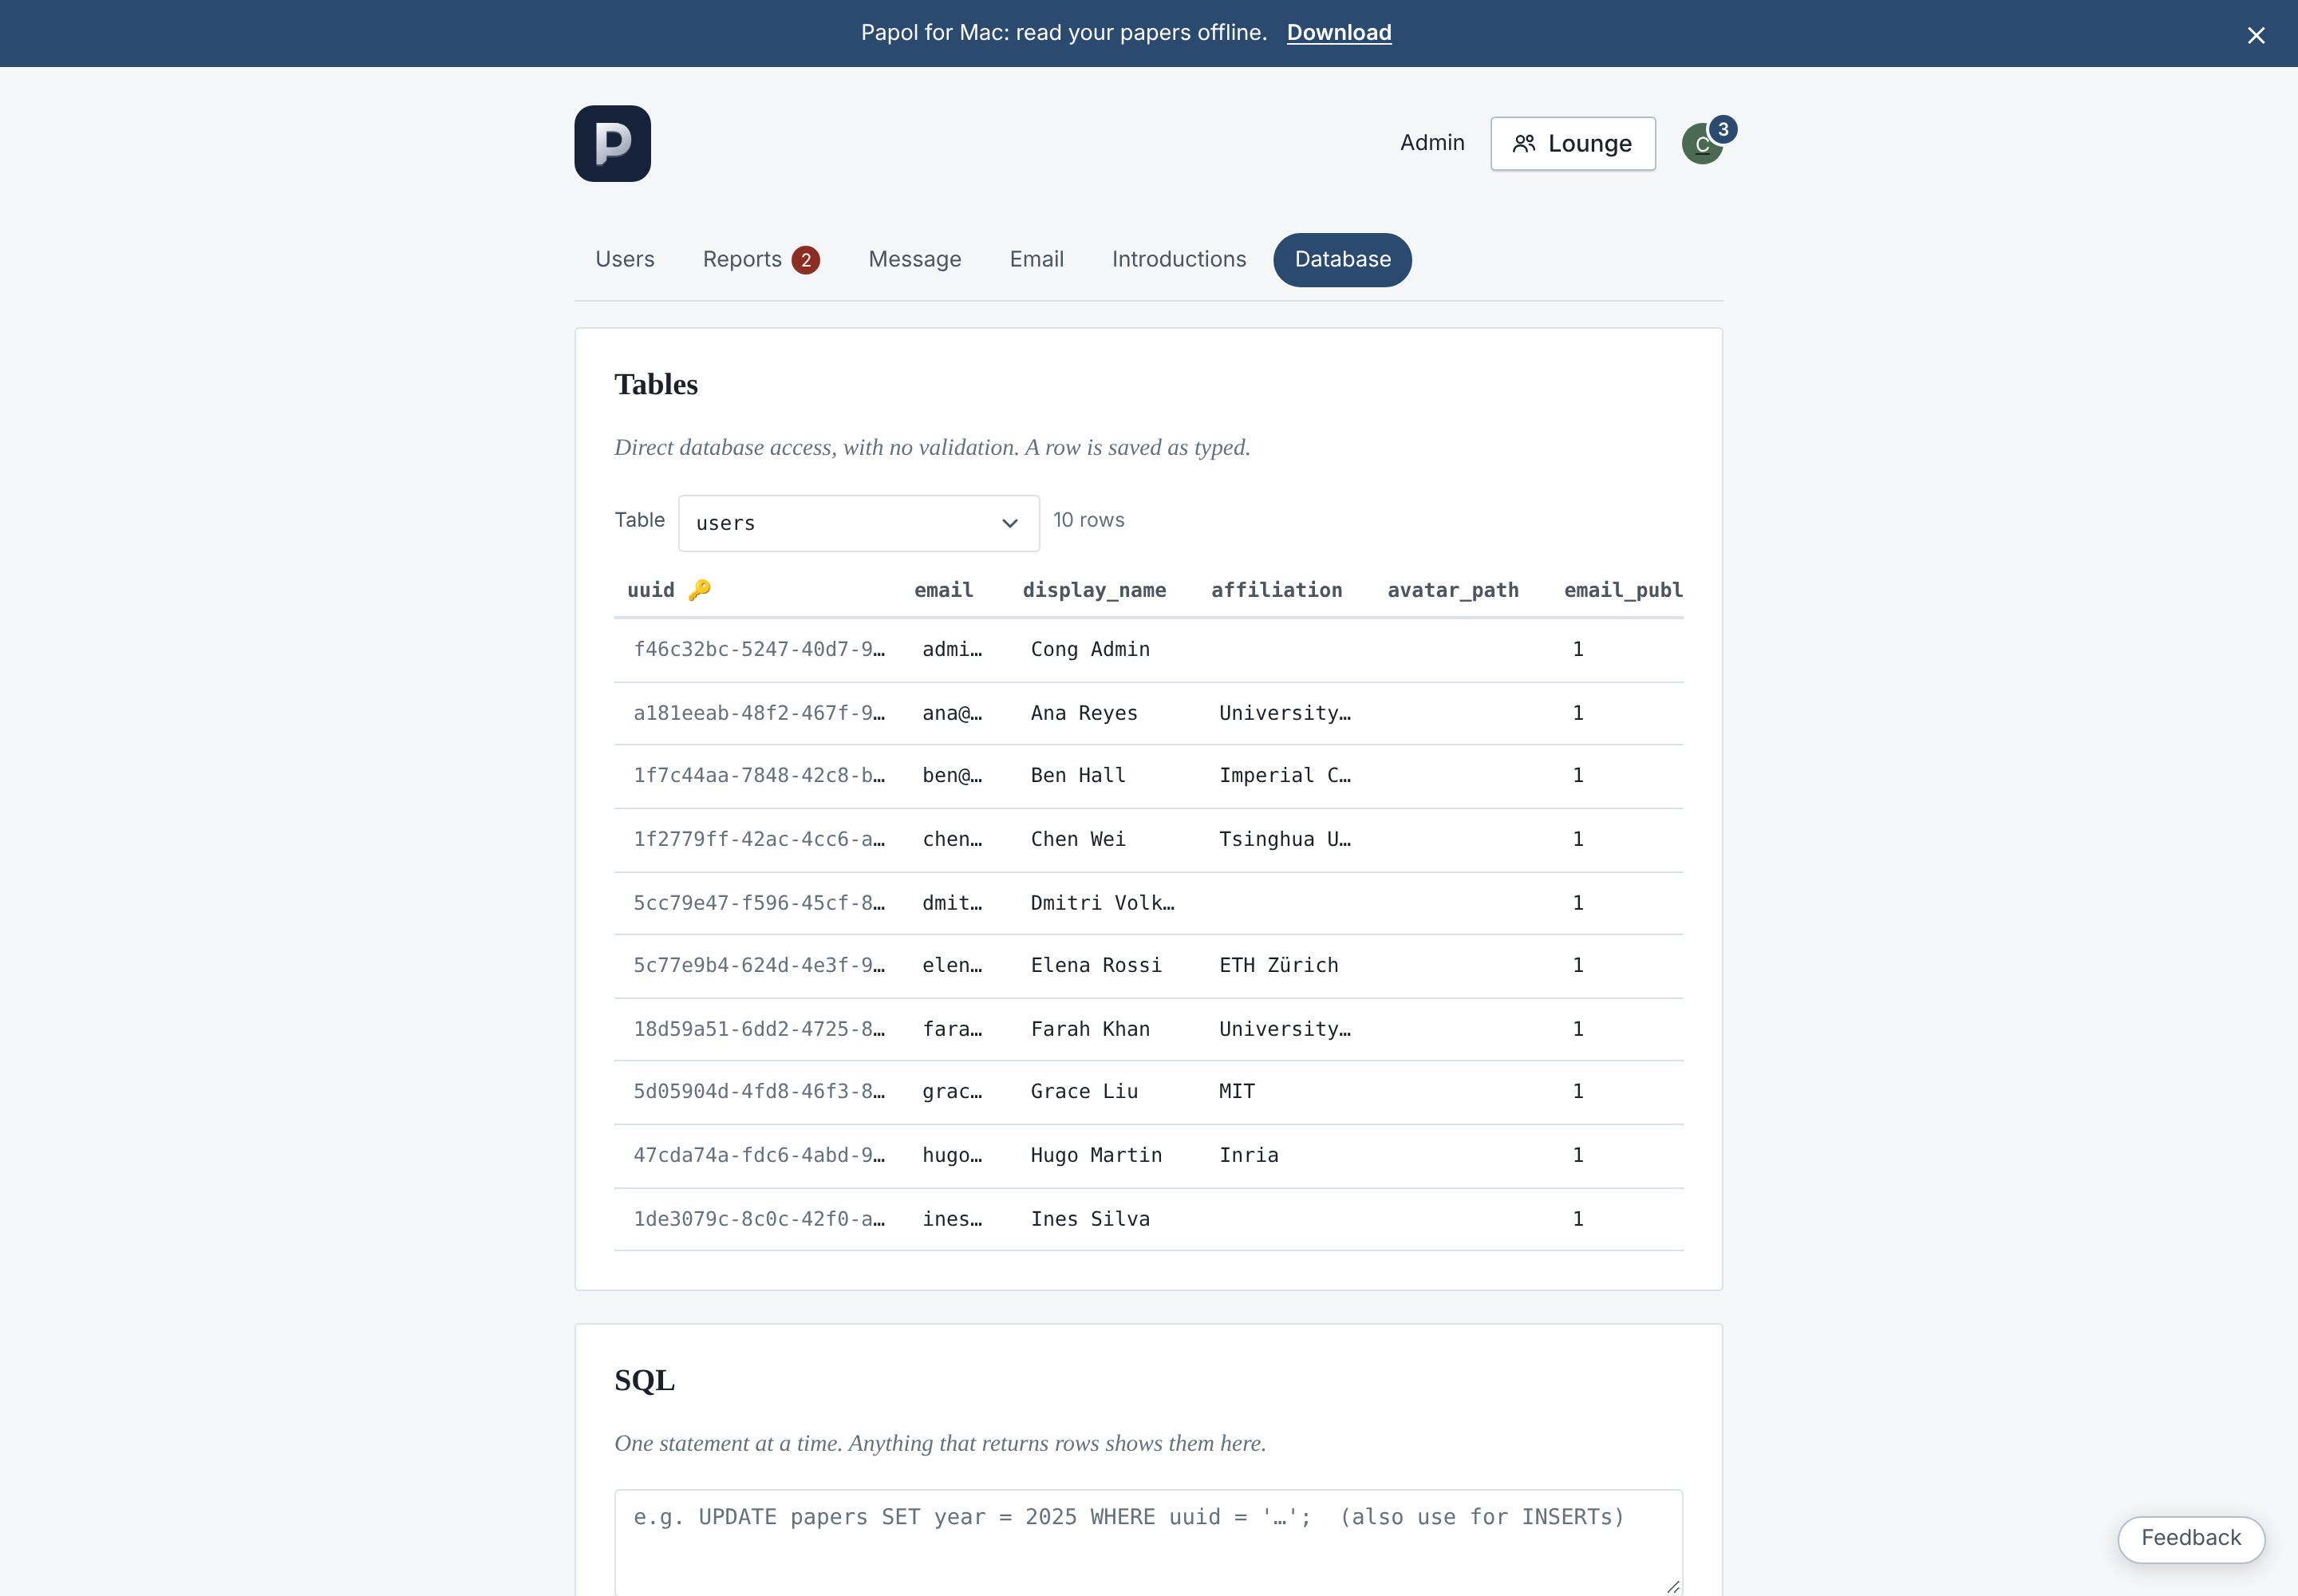 Papol for Mac: read your papers offline. Download
P
Admin Lounge C 3
Users Reports 2 Message Email Introductions Database
Tables
Direct database access, with no validation. A row is saved as typed.
Table users 10 rows
uuid 🔑 email display_name affiliation avatar_path email_publ
f46c32bc-5247-40d7-9… admi… Cong Admin 1
a181eeab-48f2-467f-9… ana@… Ana Reyes University… 1
1f7c44aa-7848-42c8-b… ben@… Ben Hall Imperial C… 1
1f2779ff-42ac-4cc6-a… chen… Chen Wei Tsinghua U… 1
5cc79e47-f596-45cf-8… dmit… Dmitri Volk… 1
5c77e9b4-624d-4e3f-9… elen… Elena Rossi ETH Zürich 1
18d59a51-6dd2-4725-8… fara… Farah Khan University… 1
5d05904d-4fd8-46f3-8… grac… Grace Liu MIT 1
47cda74a-fdc6-4abd-9… hugo… Hugo Martin Inria 1
1de3079c-8c0c-42f0-a… ines… Ines Silva 1
SQL
One statement at a time. Anything that returns rows shows them here.
e.g. UPDATE papers SET year = 2025 WHERE uuid = '…'; (also use for INSERTs)
Feedback